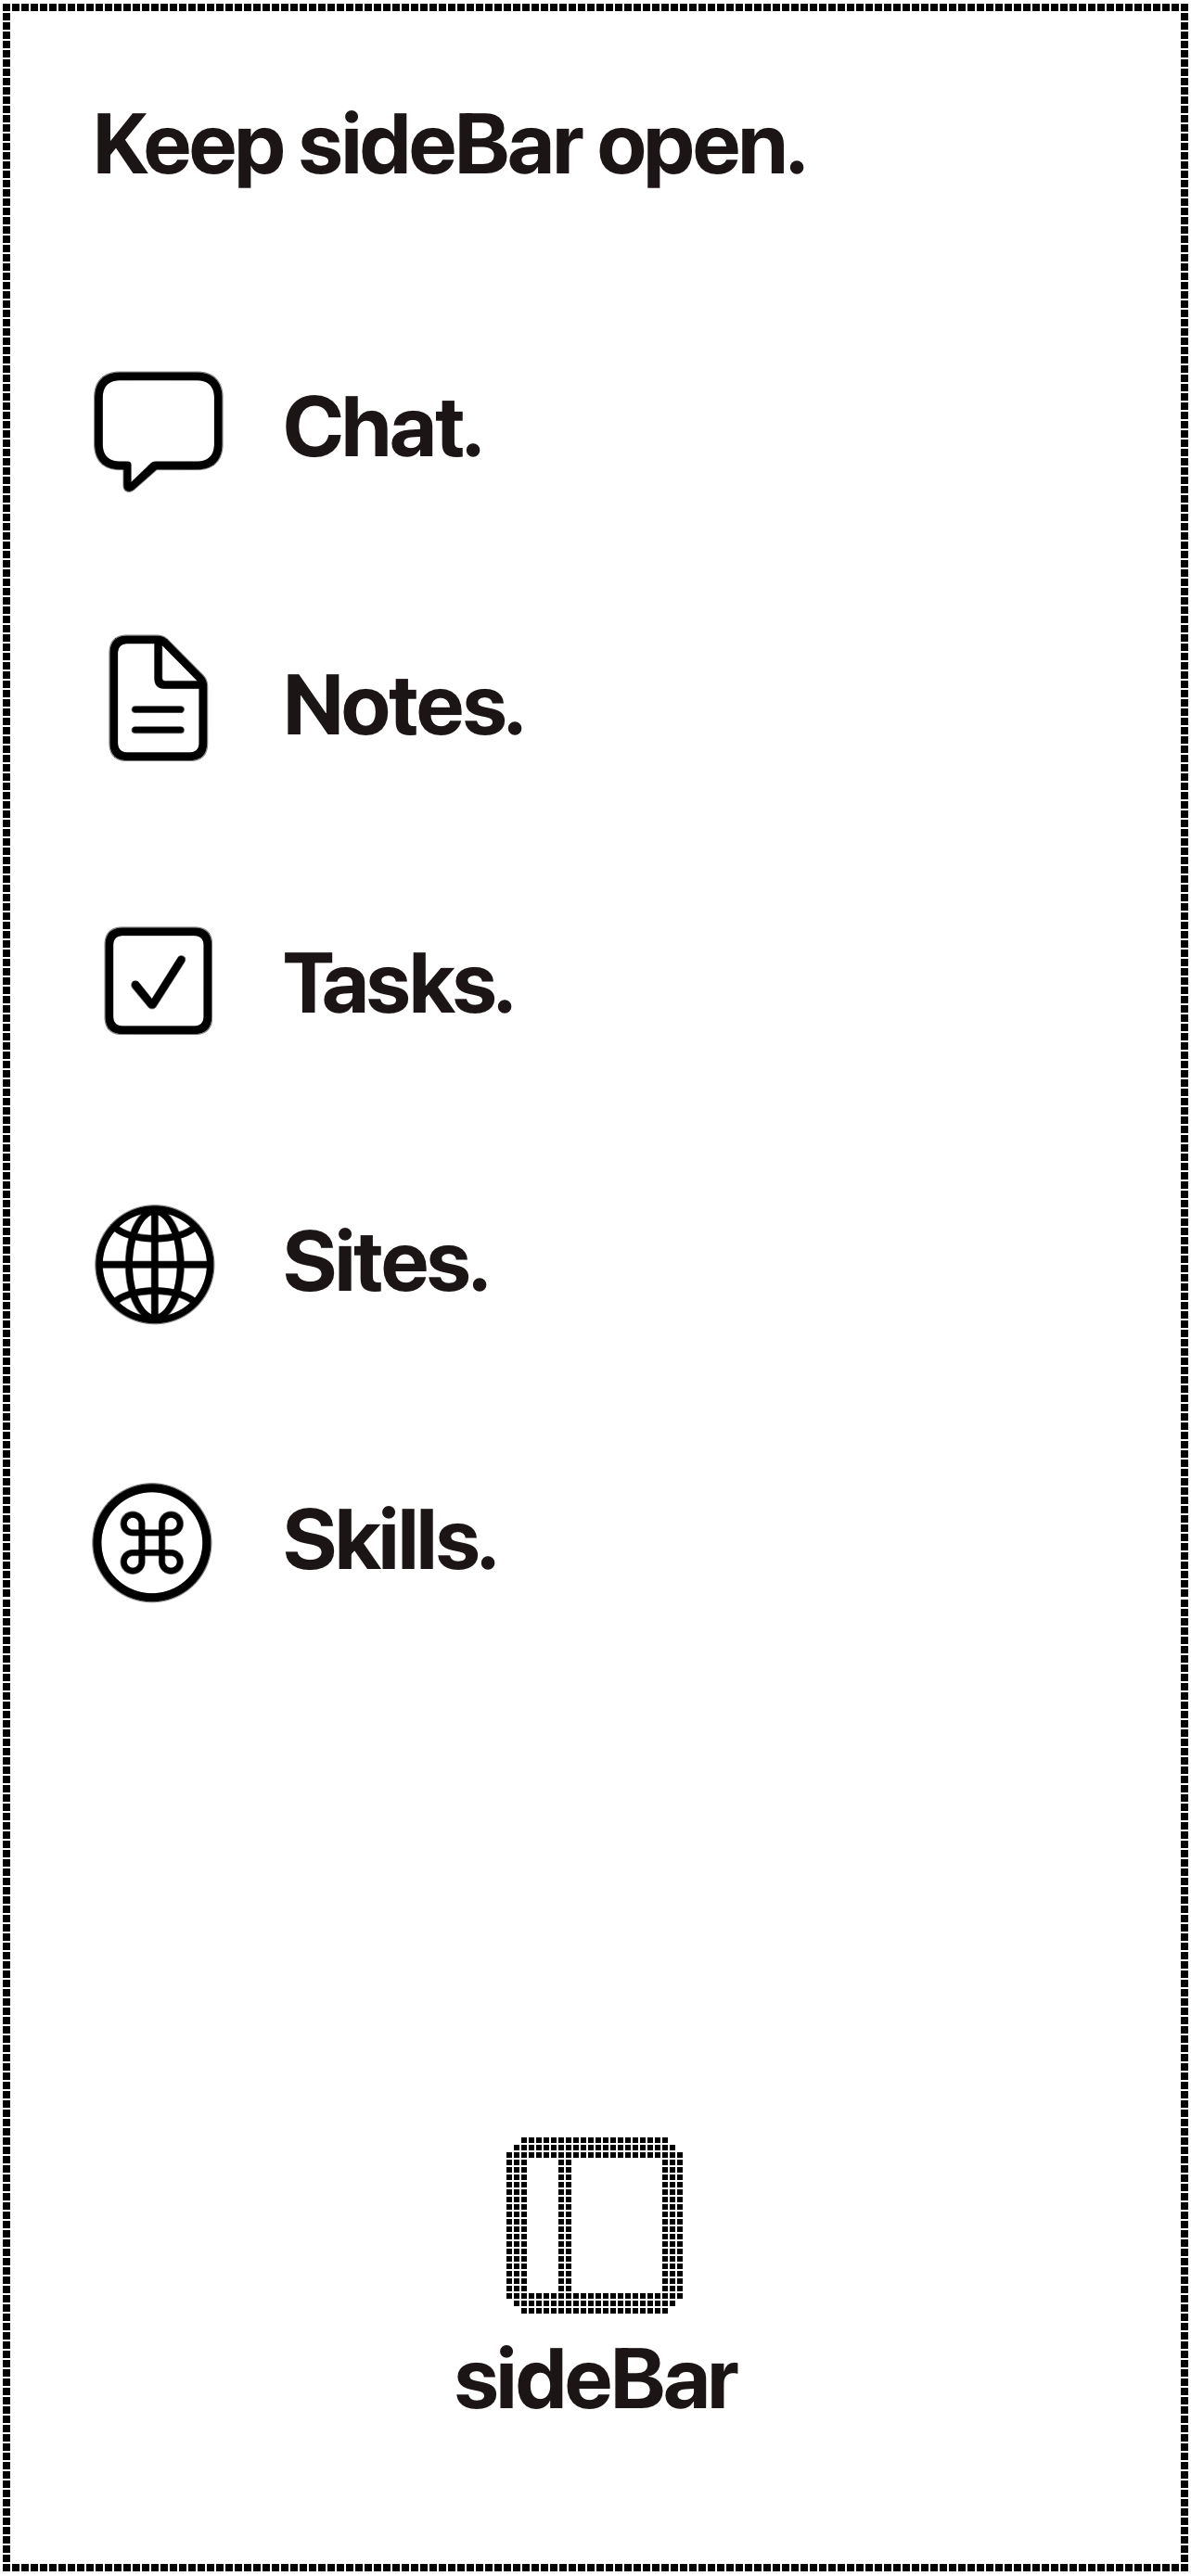 Keep sideBar open.
Chat.
Notes.
Tasks.
Sites.
Skills.
sideBar